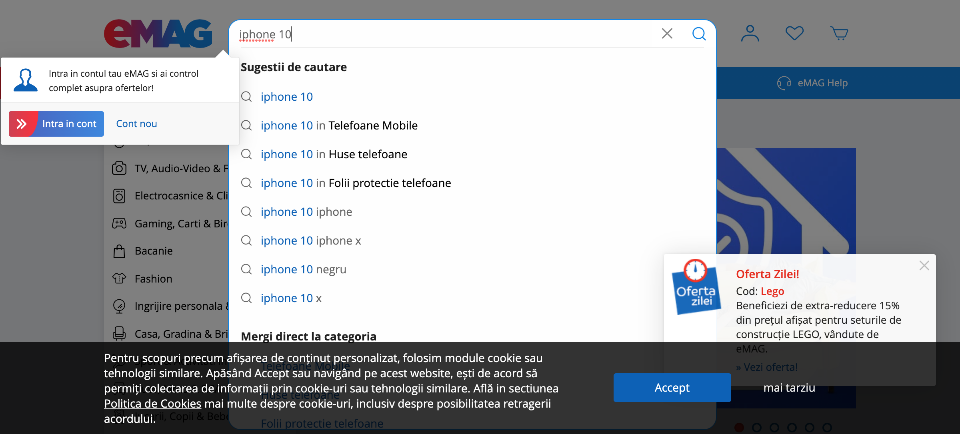 eMAG
iphone 10
eMAG Help
Intra in contul tau eMAG si ai control
complet asupra ofertelor!
Intra in cont
Cont nou
Sugestii de cautare
iphone 10
iphone 10 in Telefoane Mobile
iphone 10 in Huse telefoane
iphone 10 in Folii protectie telefoane
iphone 10 iphone
iphone 10 iphone x
iphone 10 negru
iphone 10 x
Mergi direct la categoria
Telefoane Mobile
Huse telefoane
Folii protectie telefoane
TV, Audio-Video & F
Electrocasnice & Cli
Gaming, Carti & Bir
Bacanie
Fashion
Ingrijire personala &
Casa, Gradina & Bri
Oferta
zilei
Oferta Zilei!
Cod: Lego
Beneficiezi de extra-reducere 15%
din prețul afișat pentru seturile de
construcție LEGO, vândute de
eMAG.
» Vezi oferta!
Pentru scopuri precum afișarea de conținut personalizat, folosim module cookie sau
tehnologii similare. Apăsând Accept sau navigând pe acest website, ești de acord să
permiți colectarea de informații prin cookie-uri sau tehnologii similare. Află in sectiunea
Politica de Cookies mai multe despre cookie-uri, inclusiv despre posibilitatea retragerii
acordului.
Accept
mai tarziu